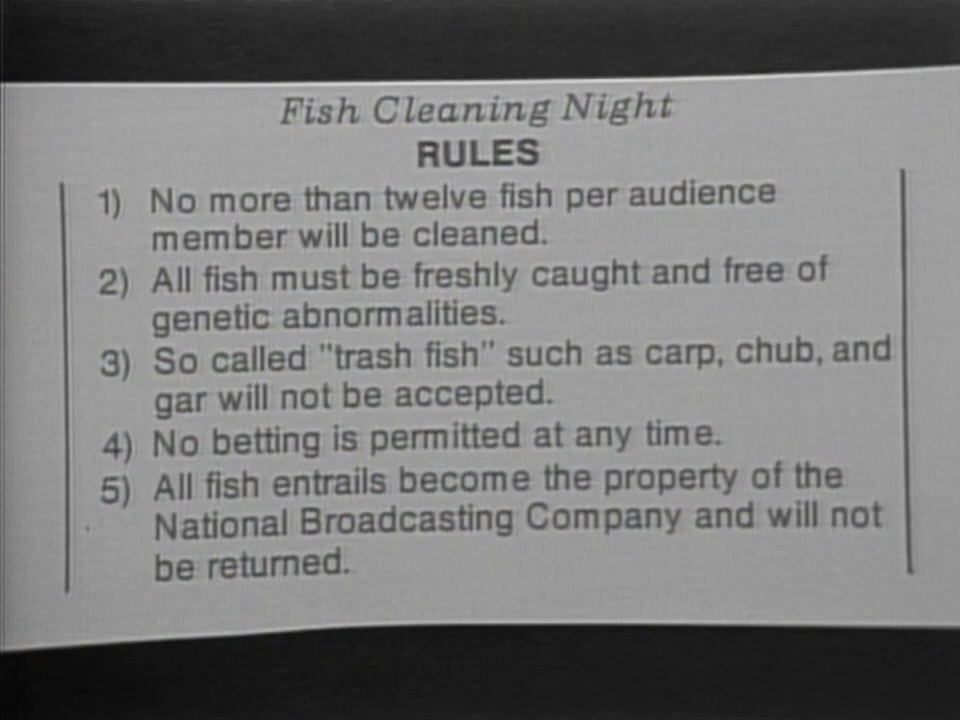 Fish Cleaning Night
RULES
1) No more than twelve fish per audience
member will be cleaned.
2) All fish must be freshly caught and free of
genetic abnormalities.
3) So called "trash fish" such as carp, chub, and
gar will not be accepted.
4) No betting is permitted at any time.
5) All fish entrails become the property of the
National Broadcasting Company and will not
be returned.